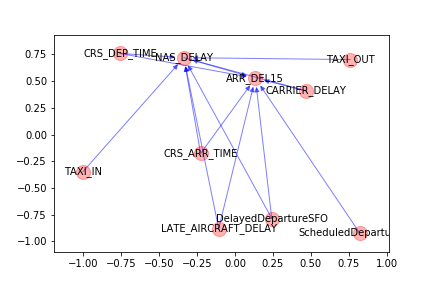 0.75
0.50
0.25
0.00
−0.25
−0.50
−0.75
−1.00
CRS_DEP_TIME
NAS_DELAY
TAXI_OUT
ARR_DEL15
CARRIER_DELAY
CRS_ARR_TIME
TAXI_IN
DelayedDepartureSFO
LATE_AIRCRAFT_DELAY
ScheduledDepartu
−1.00 −0.75 −0.50 −0.25 0.00 0.25 0.50 0.75 1.00